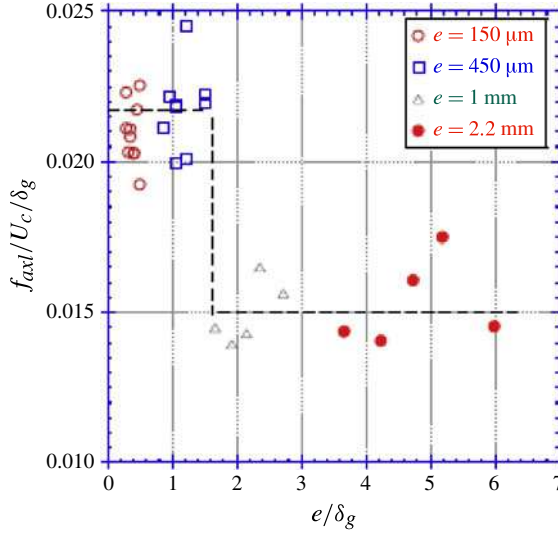 0.025
0.020
0.015
0.010
f_axl/U_c/δ_g
e = 150 μm
e = 450 μm
e = 1 mm
e = 2.2 mm
0 1 2 3 4 5 6 7
e/δ_g